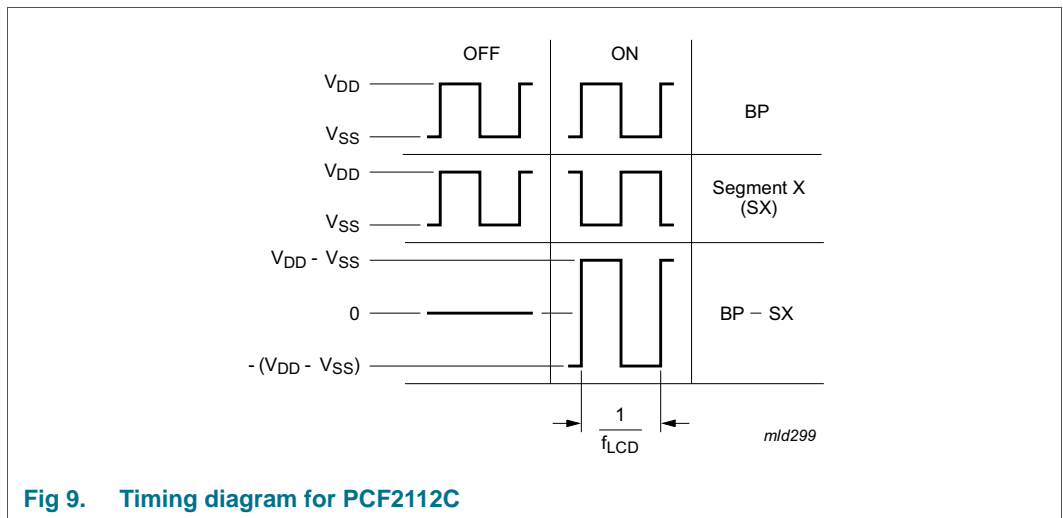 OFF ON
VDD
VSS
BP
VDD
VSS
Segment X
(SX)
VDD - VSS
0
- (VDD - VSS)
BP − SX
1
fLCD
mld299
Fig 9. Timing diagram for PCF2112C